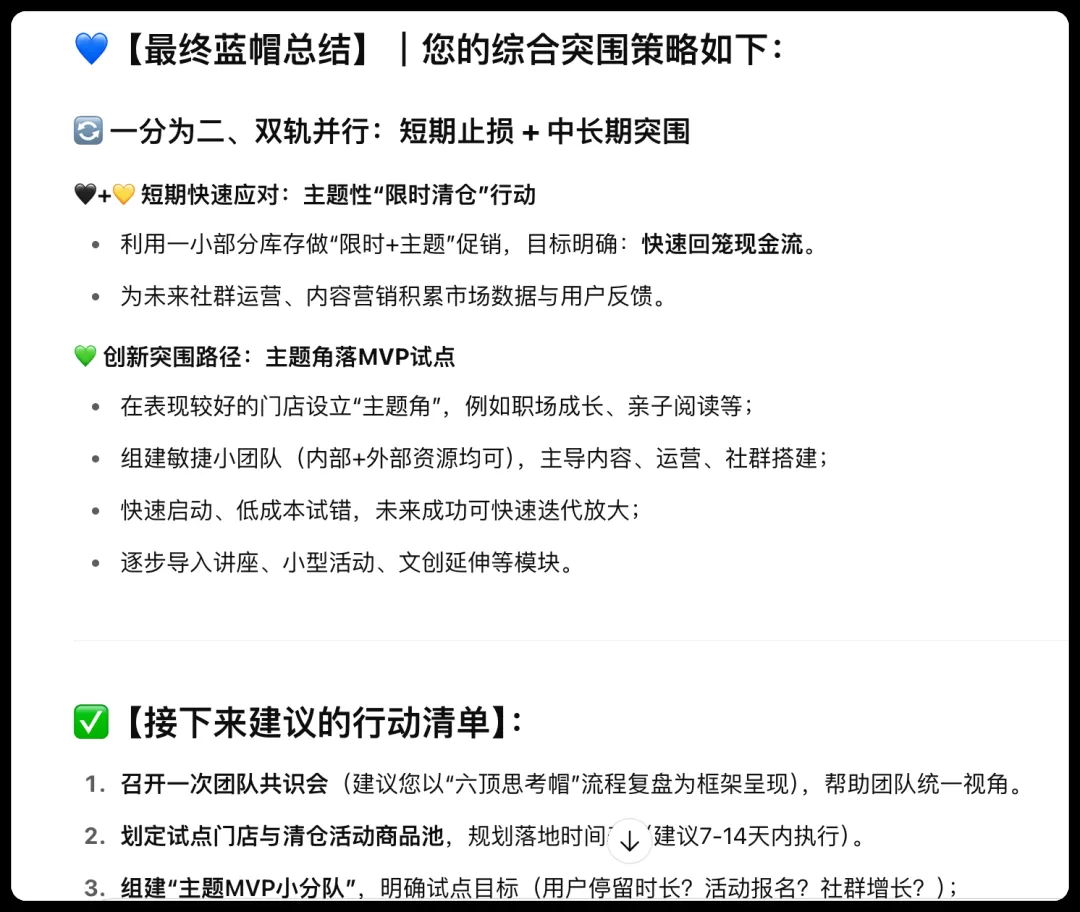 💙【最终蓝帽总结】｜您的综合突围策略如下：
🔄 一分为二、双轨并行：短期止损 + 中长期突围
🖤+💛 短期快速应对：主题性“限时清仓”行动
• 利用一小部分库存做“限时+主题”促销，目标明确：快速回笼现金流。
• 为未来社群运营、内容营销积累市场数据与用户反馈。
💚 创新突围路径：主题角落MVP试点
• 在表现较好的门店设立“主题角”，例如职场成长、亲子阅读等；
• 组建敏捷小团队（内部+外部资源均可），主导内容、运营、社群搭建；
• 快速启动、低成本试错，未来成功可快速迭代放大；
• 逐步导入讲座、小型活动、文创延伸等模块。
✅【接下来建议的行动清单】：
1. 召开一次团队共识会（建议您以“六顶思考帽”流程复盘为框架呈现），帮助团队统一视角。
2. 划定试点门店与清仓活动商品池，规划落地时间 建议7-14天内执行）。
3. 组建“主题MVP小分队”，明确试点目标（用户停留时长？活动报名？社群增长？）；